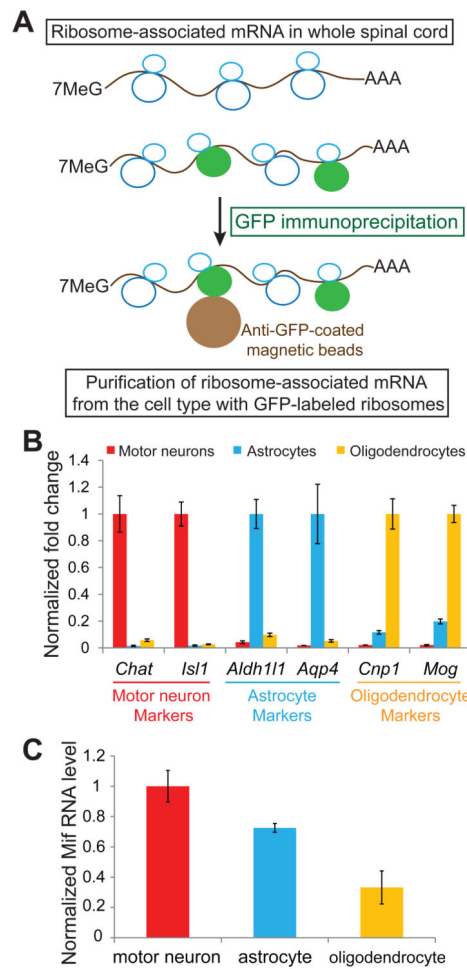 A
Ribosome-associated mRNA in whole spinal cord
7MeG
AAA
7MeG
AAA
GFP immunoprecipitation
7MeG
AAA
Anti-GFP-coated
magnetic beads
Purification of ribosome-associated mRNA
from the cell type with GFP-labeled ribosomes
B
Motor neurons Astrocytes Oligodendrocytes
Normalized fold change
1.4
1.2
1
0.8
0.6
0.4
0.2
0
Chat Isl1 Aldh1l1 Aqp4 Cnp1 Mog
Motor neuron Astrocyte Oligodendrocyte
Markers Markers Markers
C
Normalized Mif RNA level
1.2
1
0.8
0.6
0.4
0.2
0
motor neuron astrocyte oligodendrocyte